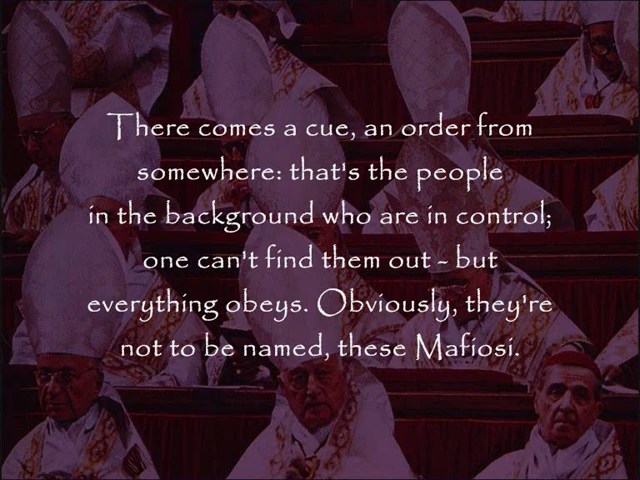 There comes a cue, an order from
somewhere: that's the people
in the background who are in control;
one can't find them out - but
everything obeys. Obviously, they're
not to be named, these Mafiosi.